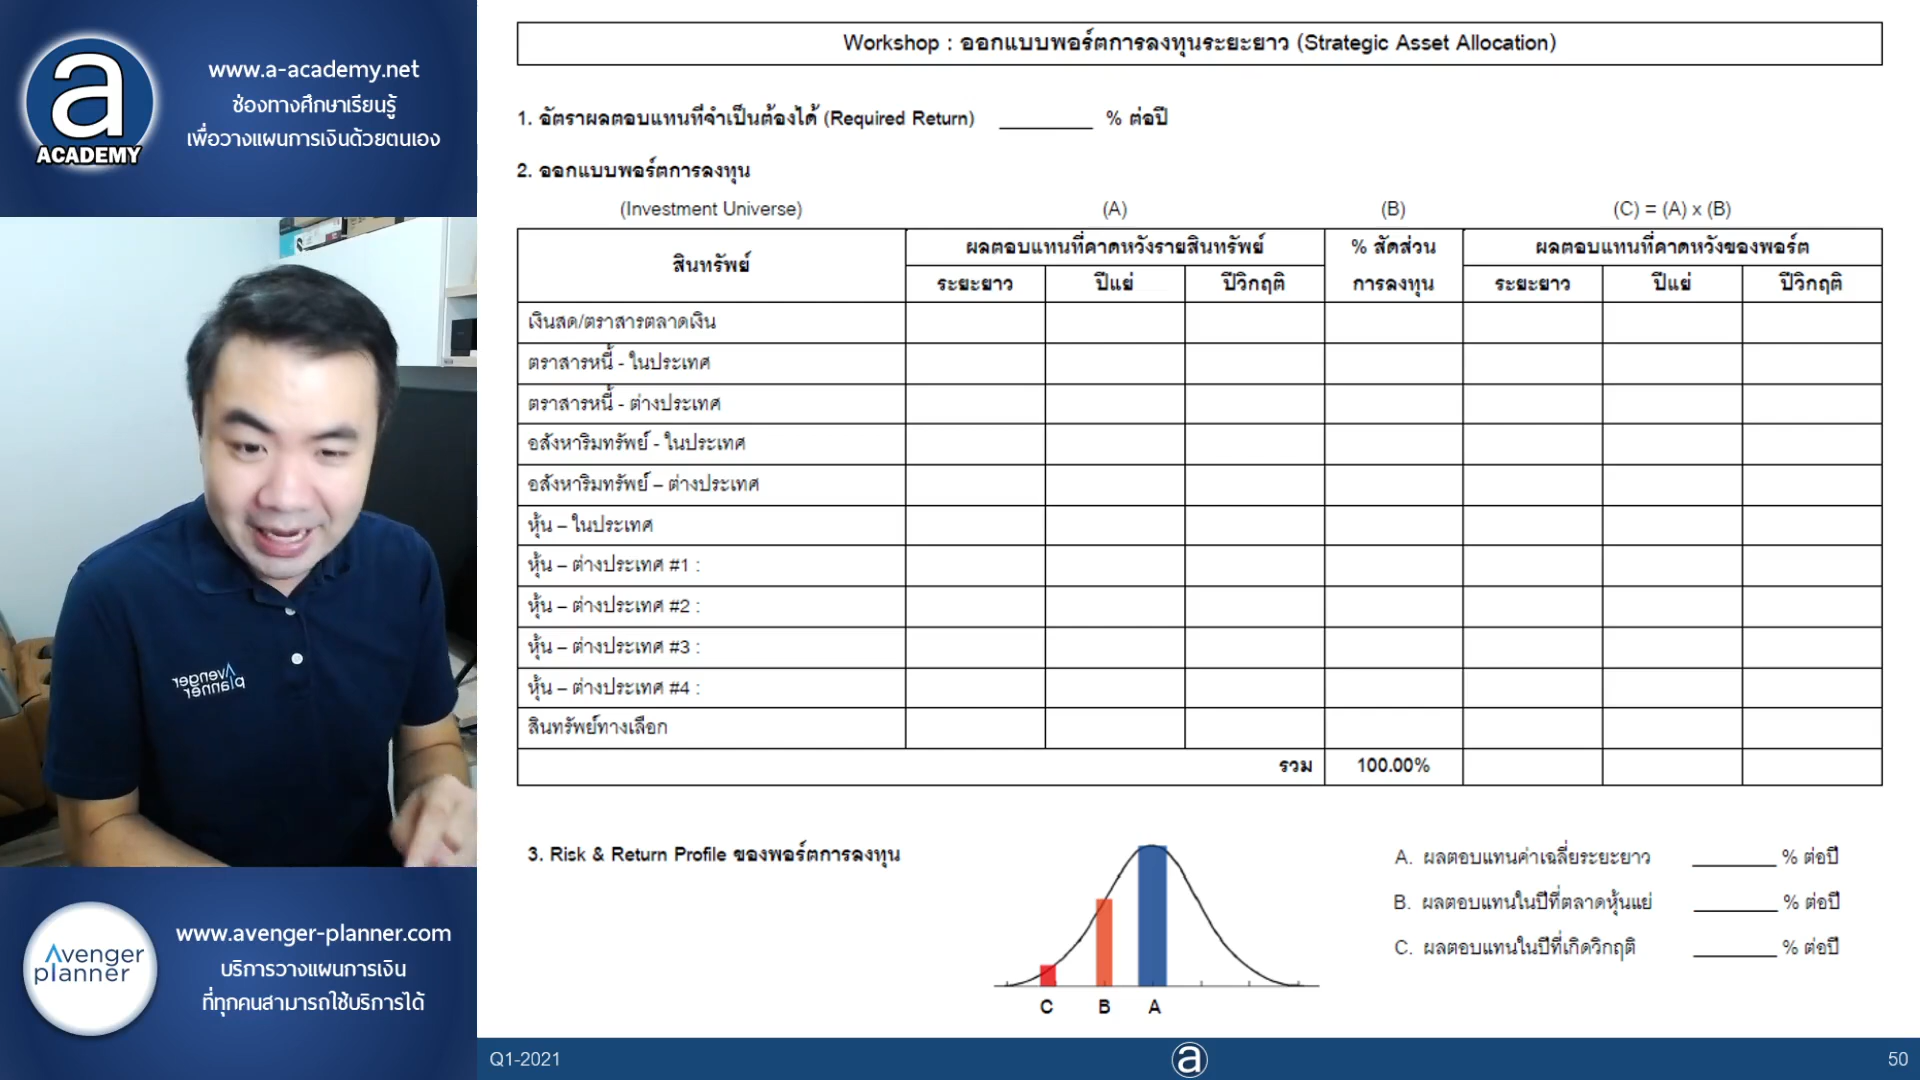 a
ACADEMY
www.a-academy.net
ช่องทางศึกษาเรียนรู้
เพื่อวางแผนการเงินด้วยตนเอง
Avenger
planner
Avenger
planner
www.avenger-planner.com
บริการวางแผนการเงิน
ที่ทุกคนสามารถใช้บริการได้
Workshop : ออกแบบพอร์ตการลงทุนระยะยาว (Strategic Asset Allocation)
1. อัตราผลตอบแทนที่จำเป็นต้องได้ (Required Return) ________ % ต่อปี
2. ออกแบบพอร์ตการลงทุน
(Investment Universe) (A) (B) (C) = (A) x (B)
สินทรัพย์ ผลตอบแทนที่คาดหวังรายสินทรัพย์ % สัดส่วน ผลตอบแทนที่คาดหวังของพอร์ต
ระยะยาว ปีแย่ ปีวิกฤติ การลงทุน ระยะยาว ปีแย่ ปีวิกฤติ
เงินสด/ตราสารตลาดเงิน
ตราสารหนี้ - ในประเทศ
ตราสารหนี้ - ต่างประเทศ
อสังหาริมทรัพย์ - ในประเทศ
อสังหาริมทรัพย์ – ต่างประเทศ
หุ้น – ในประเทศ
หุ้น – ต่างประเทศ #1 :
หุ้น – ต่างประเทศ #2 :
หุ้น – ต่างประเทศ #3 :
หุ้น – ต่างประเทศ #4 :
สินทรัพย์ทางเลือก
รวม 100.00%
3. Risk & Return Profile ของพอร์ตการลงทุน
C B A
A. ผลตอบแทนค่าเฉลี่ยระยะยาว ________ % ต่อปี
B. ผลตอบแทนในปีที่ตลาดหุ้นแย่ ________ % ต่อปี
C. ผลตอบแทนในปีที่เกิดวิกฤติ ________ % ต่อปี
Q1-2021 a 50